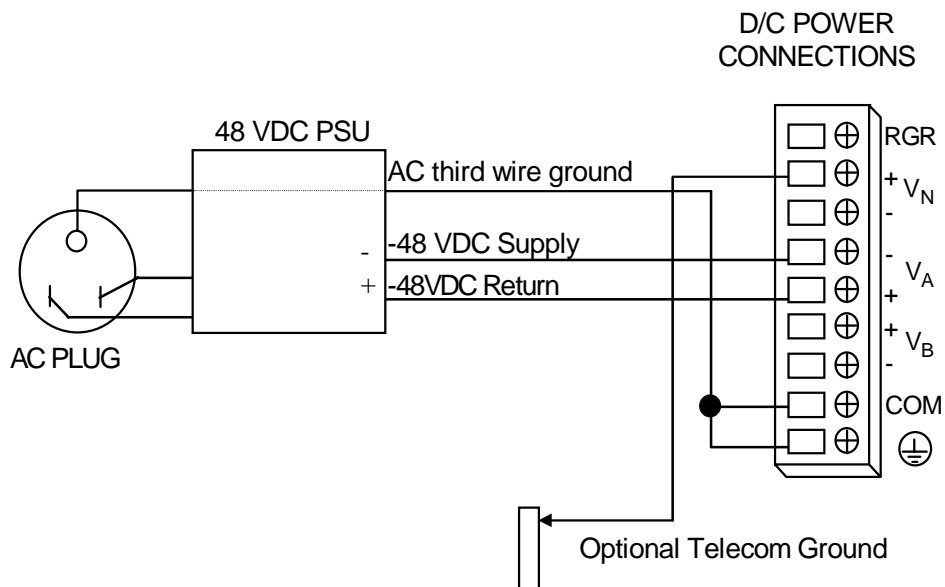 D/C POWER
CONNECTIONS
48 VDC PSU
RGR
AC third wire ground
+ VN
-
- -48 VDC Supply
- VA
+ -48VDC Return
+
AC PLUG
+ VB
-
COM
Optional Telecom Ground